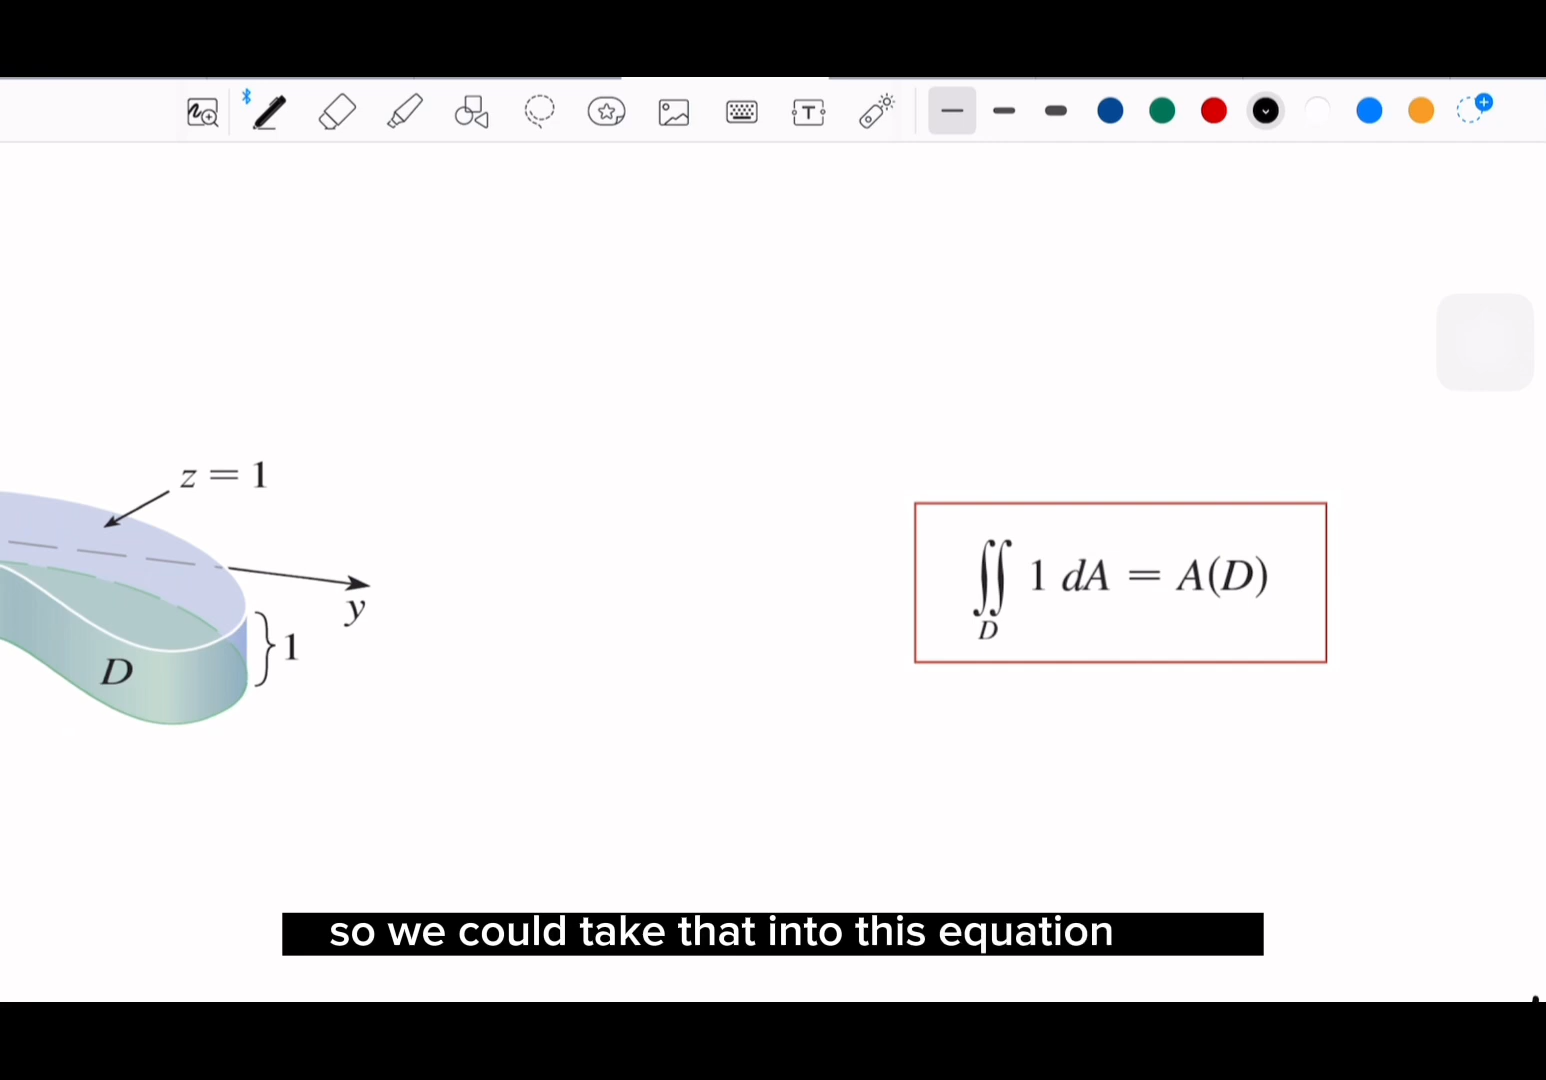 T
z = 1
y
1
D
∬ 1 dA = A(D)
D
so we could take that into this equation